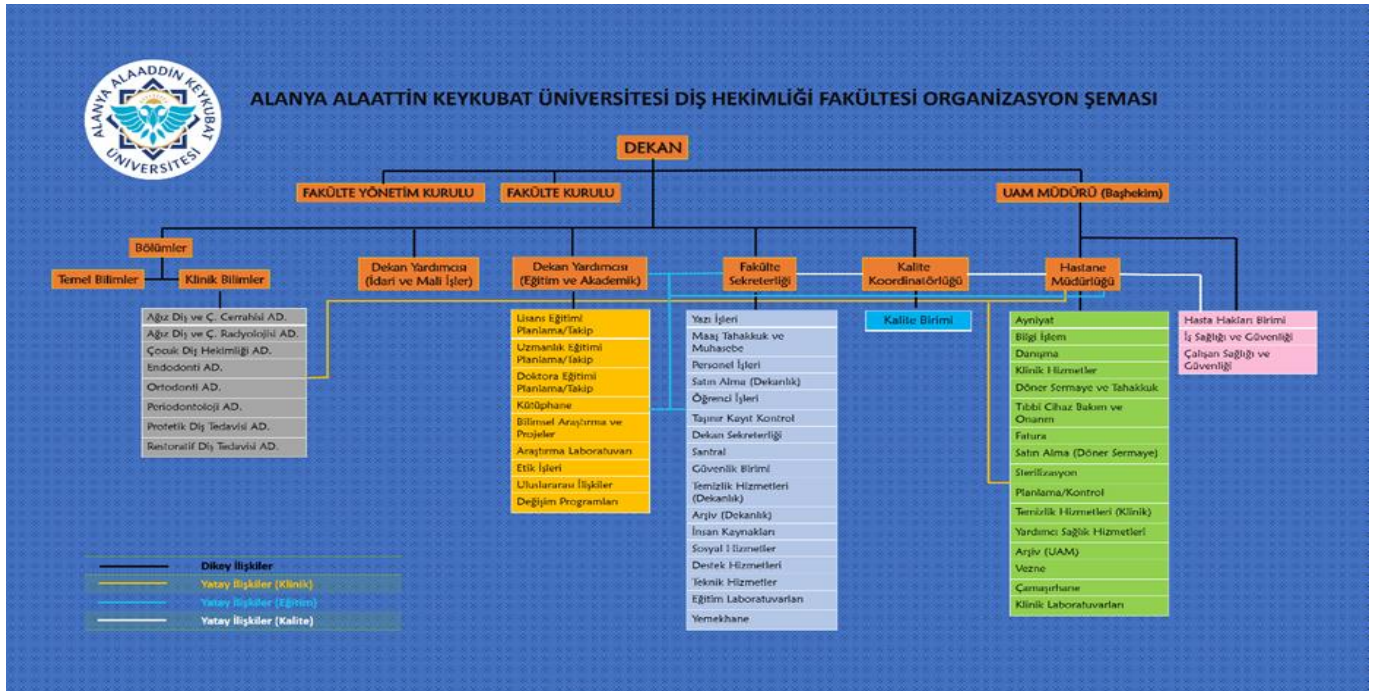 ALANYA ALAADDİN KEYKUBAT ÜNİVERSİTESİ
ALANYA ALAATTİN KEYKUBAT ÜNİVERSİTESİ DİŞ HEKİMLİĞİ FAKÜLTESİ ORGANİZASYON ŞEMASI
DEKAN
FAKÜLTE YÖNETİM KURULU
FAKÜLTE KURULU
UAM MÜDÜRÜ (Başhekim)
Bölümler
Temel Bilimler
Klinik Bilimler
Dekan Yardımcısı
(İdari ve Mali İşler)
Dekan Yardımcısı
(Eğitim ve Akademik)
Fakülte
Sekreterliği
Kalite
Koordinatörlüğü
Hastane
Müdürlüğü
Ağız Diş ve Ç. Cerrahisi AD.
Ağız Diş ve Ç. Radyolojisi AD.
Çocuk Diş Hekimliği AD.
Endodonti AD.
Ortodonti AD.
Periodontoloji AD.
Protetik Diş Tedavisi AD.
Restoratif Diş Tedavisi AD.
Lisans Eğitimi
Planlama/Takip
Uzmanlık Eğitimi
Planlama/Takip
Doktora Eğitimi
Planlama/Takip
Kütüphane
Bilimsel Araştırma ve
Projeler
Araştırma Laboratuvarı
Etik İşleri
Uluslararası İlişkiler
Değişim Programları
Yazı İşleri
Maaş Tahakkuk ve
Muhasebe
Personel İşleri
Satın Alma (Dekanlık)
Öğrenci İşleri
Taşınır Kayıt Kontrol
Dekan Sekreterliği
Santral
Güvenlik Birimi
Temizlik Hizmetleri
(Dekanlık)
Arşiv (Dekanlık)
İnsan Kaynakları
Sosyal Hizmetler
Destek Hizmetleri
Teknik Hizmetler
Eğitim Laboratuvarları
Yemekhane
Kalite Birimi
Ayniyat
Bilgi İşlem
Danışma
Klinik Hizmetler
Döner Sermaye ve Tahakkuk
Tıbbi Cihaz Bakım ve
Onarım
Fatura
Satın Alma (Döner Sermaye)
Sterilizasyon
Planlama/Kontrol
Temizlik Hizmetleri (Klinik)
Yardımcı Sağlık Hizmetleri
Arşiv (UAM)
Vezne
Çamaşırhane
Klinik Laboratuvarları
Hasta Hakları Birimi
İş Sağlığı ve Güvenliği
Çalışan Sağlığı ve
Güvenliği
Dikey İlişkiler
Yatay İlişkiler (Klinik)
Yatay İlişkiler (Eğitim)
Yatay İlişkiler (Kalite)